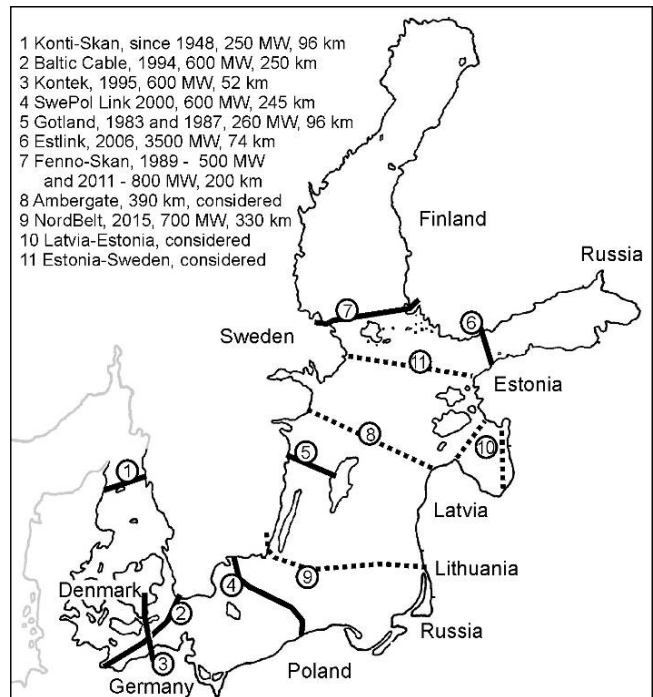 1 Konti-Skan, since 1948, 250 MW, 96 km
2 Baltic Cable, 1994, 600 MW, 250 km
3 Kontek, 1995, 600 MW, 52 km
4 SwePol Link 2000, 600 MW, 245 km
5 Gotland, 1983 and 1987, 260 MW, 96 km
6 Estlink, 2006, 3500 MW, 74 km
7 Fenno-Skan, 1989 - 500 MW
and 2011 - 800 MW, 200 km
8 Ambergate, 390 km, considered
9 NordBelt, 2015, 700 MW, 330 km
10 Latvia-Estonia, considered
11 Estonia-Sweden, considered
Finland
Russia
7
6
Sweden
11
Estonia
8
10
5
1
Latvia
Lithuania
9
4
Denmark
2
Russia
3
Poland
Germany